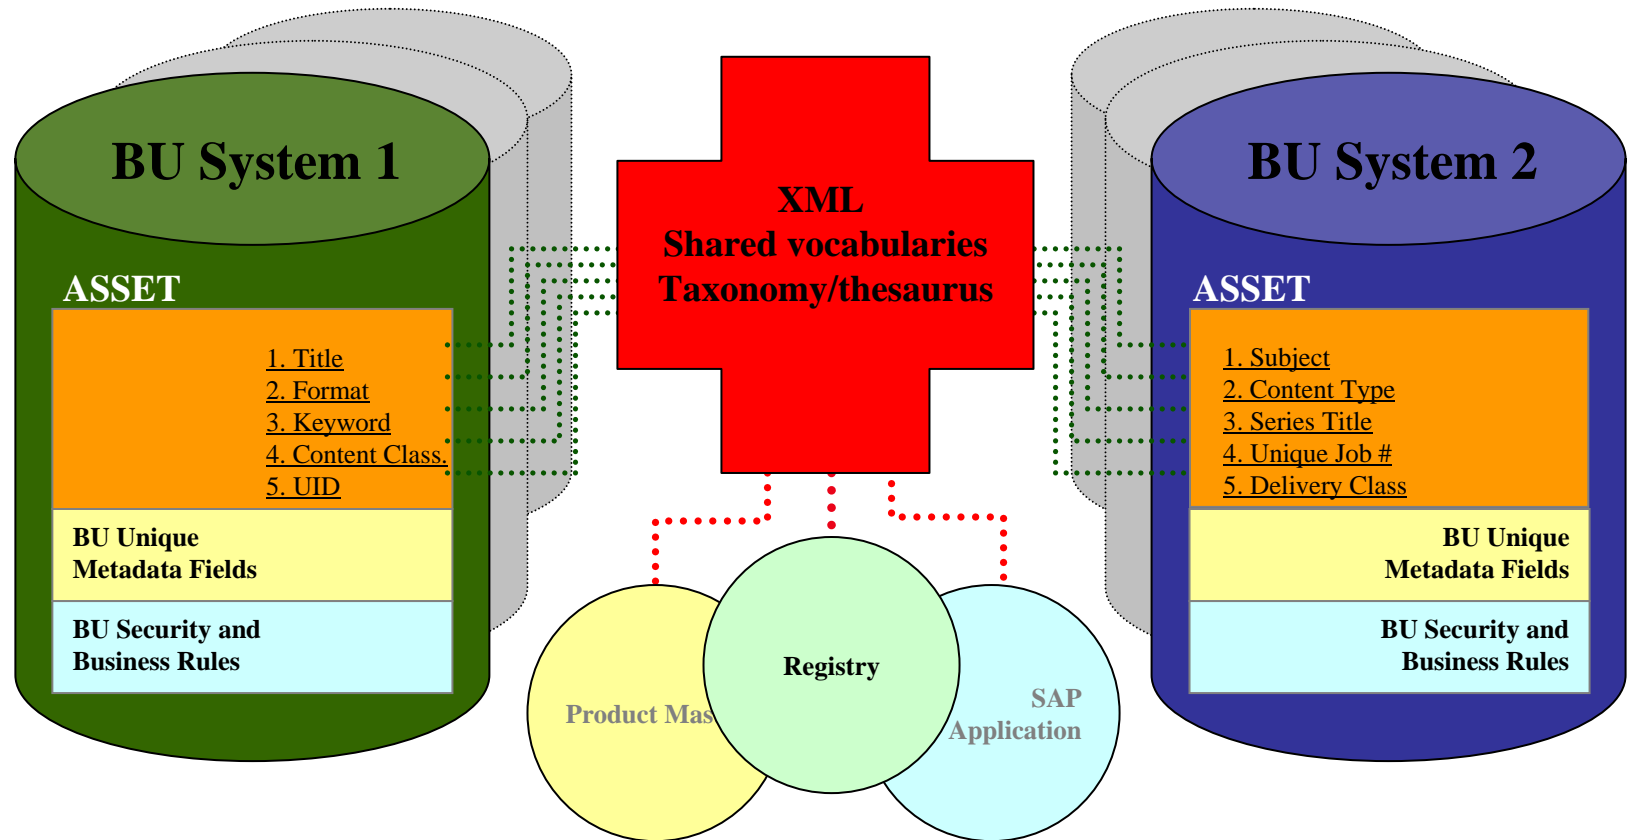 BU System 1
ASSET
1. Title
2. Format
3. Keyword
4. Content Class.
5. UID
BU Unique
Metadata Fields
BU Security and
Business Rules
XML
Shared vocabularies
Taxonomy/thesaurus
Product Mas
Registry
SAP
Application
BU System 2
ASSET
1. Subject
2. Content Type
3. Series Title
4. Unique Job #
5. Delivery Class
BU Unique
Metadata Fields
BU Security and
Business Rules